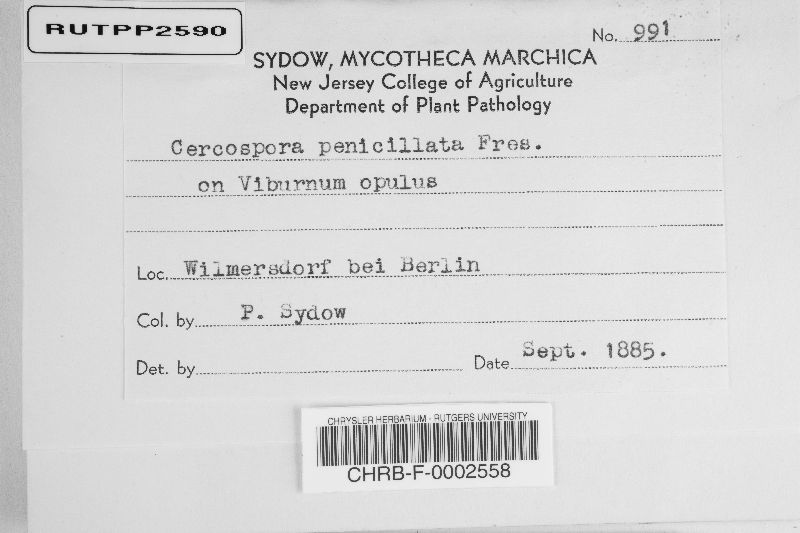 RUTPP2590
No. 991
SYDOW, MYCOTHECA MARCHICA
New Jersey College of Agriculture
Department of Plant Pathology
Cercospora penicillata Fres.
on Viburnum opulus
Loc. Wilmersdorf bei Berlin
Col. by P. Sydow
Det. by
Date Sept. 1885.
CHRYSLER HERBARIUM - RUTGERS UNIVERSITY
CHRB-F-0002558